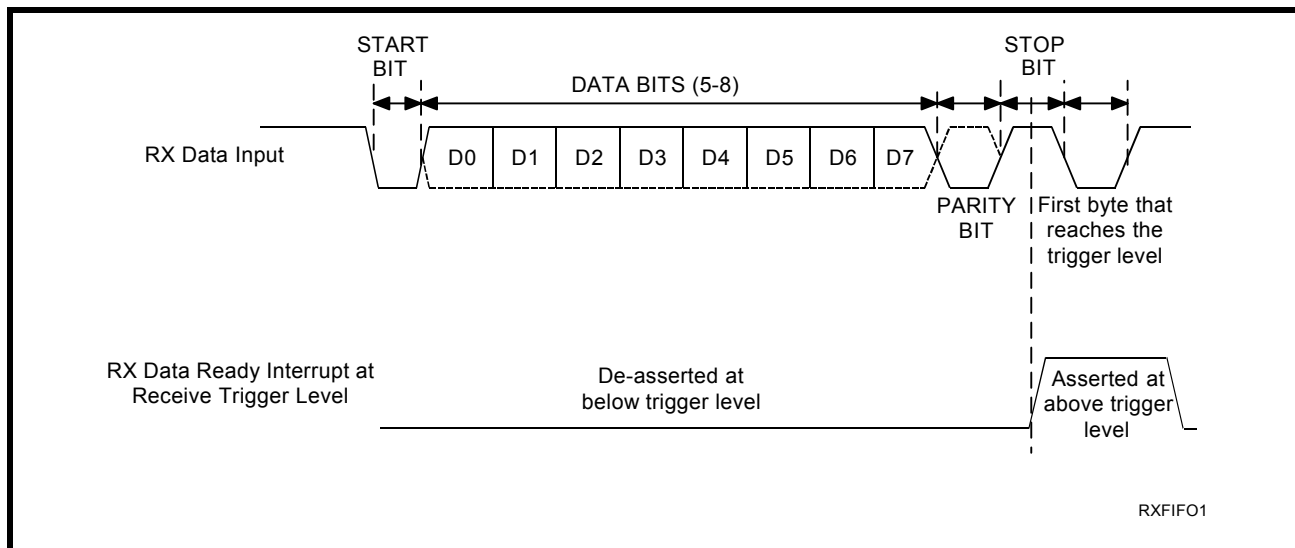 START
BIT
STOP
BIT
DATA BITS (5-8)
RX Data Input
D0
D1
D2
D3
D4
D5
D6
D7
PARITY
BIT
First byte that
reaches the
trigger level
RX Data Ready Interrupt at
Receive Trigger Level
De-asserted at
below trigger level
Asserted at
above trigger
level
RXFIFO1